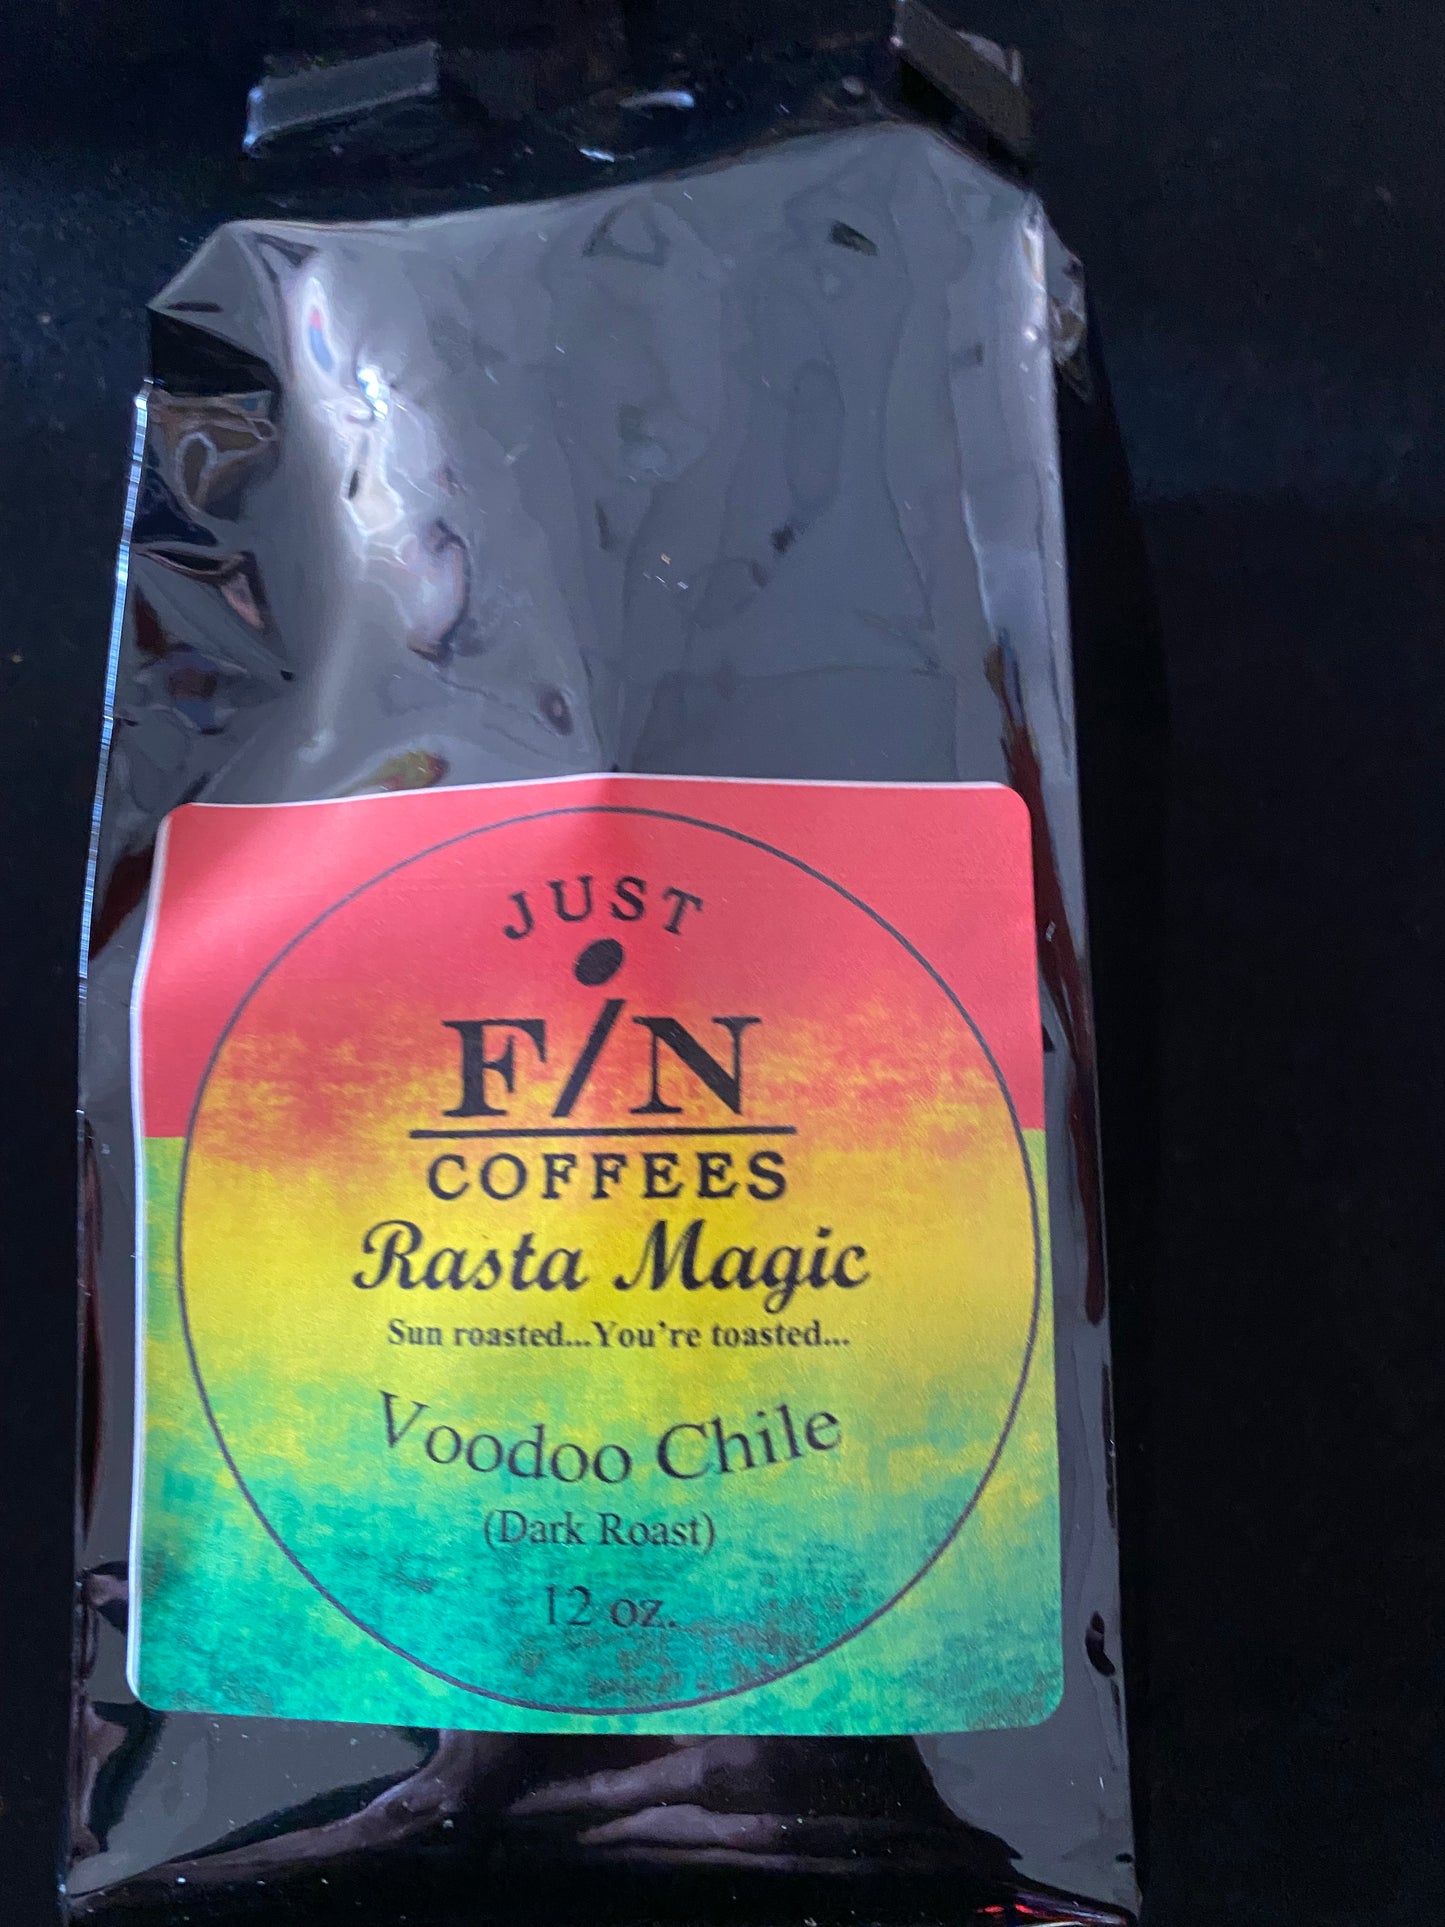 JUST
F/N
COFFEES
Rasta Magic
Sun roasted...You're toasted...
Voodoo Chile
(Dark Roast)
12 oz.